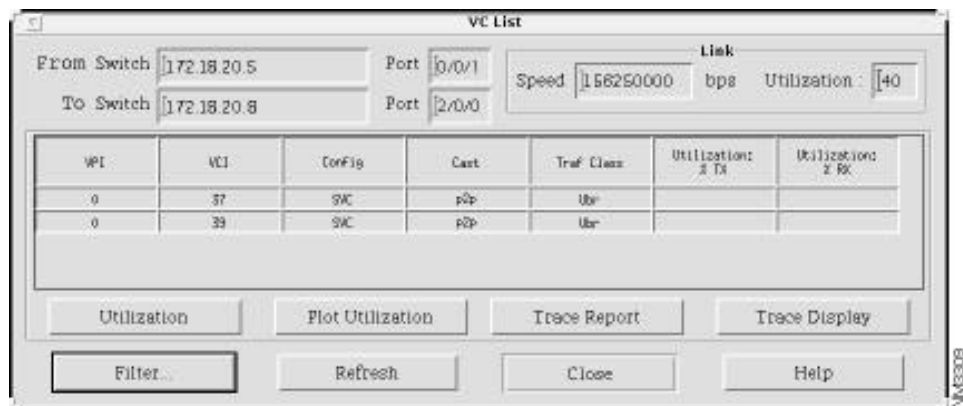 VC List
From Switch 172.18.20.5 Port 0/0/1
Link
Speed 156250000 bps Utilization : 40
To Switch 172.18.20.8 Port 2/0/0
VPI VCI Config Cast Traf Class Utilization: % TX Utilization: % RX
0 37 SVC p2p Ubr
0 39 SVC p2p Ubr
Utilization Plot Utilization Trace Report Trace Display
Filter... Refresh Close Help
NM3309